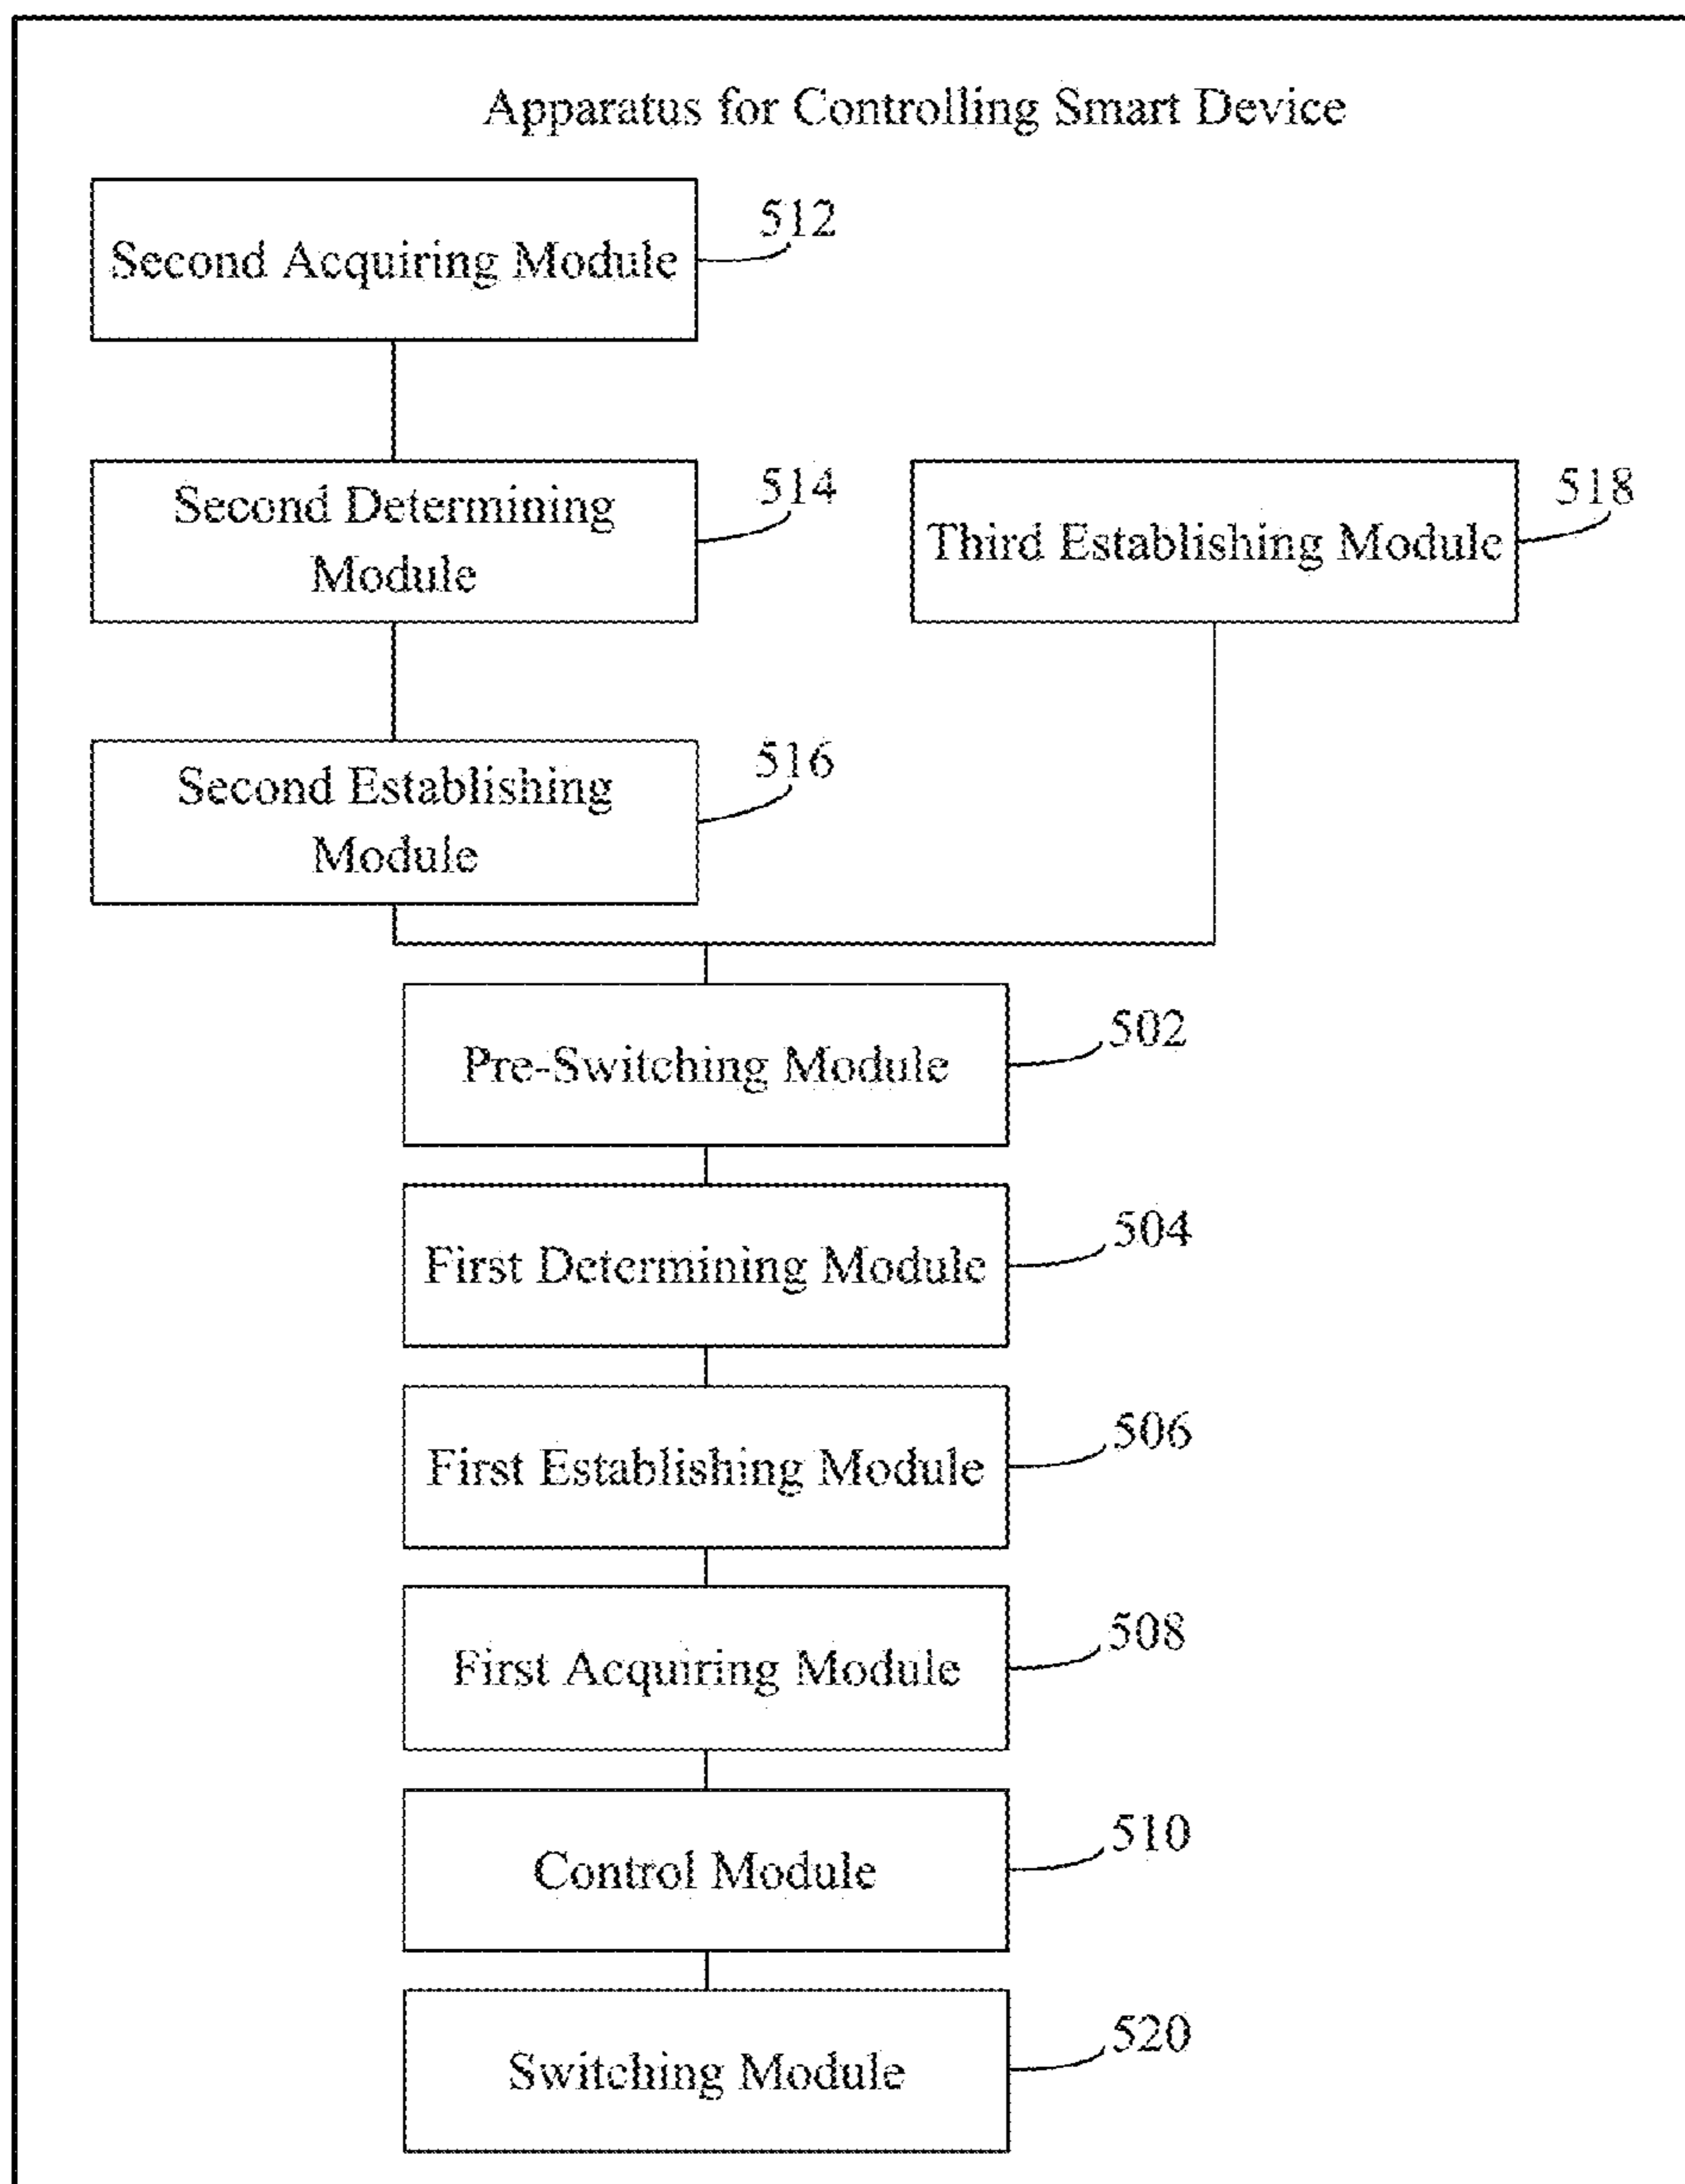 Apparatus for Controlling Smart Device
512
Second Acquiring Module
514
518
Second Determining
Module
Third Establishing Module
516
Second Establishing
Module
502
Pre-Switching Module
504
First Determining Module
506
First Establishing Module
508
First Acquiring Module
510
Control Module
520
Switching Module